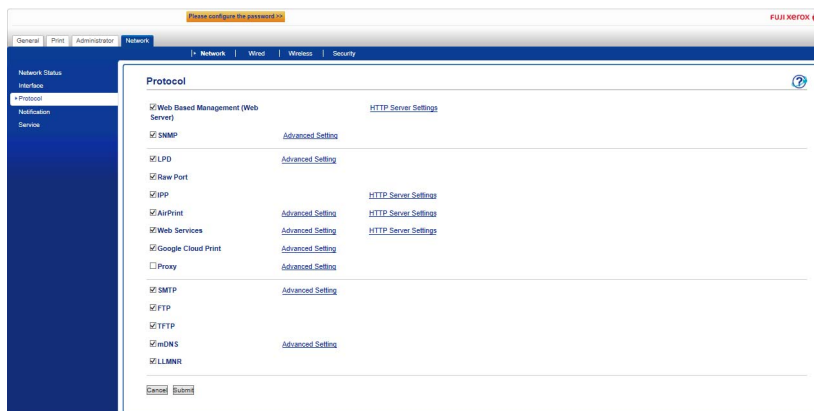 Please configure the password >>
FUJI XEROX
General Print Administrator Network
Network Wired Wireless Security
Network Status
Interface
Protocol
Notification
Service
Protocol
Web Based Management (Web Server) HTTP Server Settings
SNMP Advanced Setting
LPD Advanced Setting
Raw Port
IPP HTTP Server Settings
AirPrint Advanced Setting HTTP Server Settings
Web Services Advanced Setting HTTP Server Settings
Google Cloud Print Advanced Setting
Proxy Advanced Setting
SMTP Advanced Setting
FTP
TFTP
mDNS Advanced Setting
LLMNR
Cancel Submit